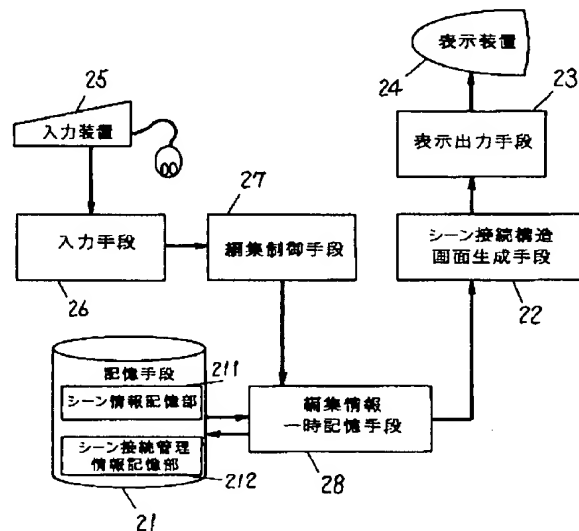 表示装置
24
23
25
入力装置
表示出力手段
27
入力手段
編集制御手段
シーン接続構造
画面生成手段
26
22
記憶手段
211
シーン情報記憶部
編集情報
一時記憶手段
シーン接続管理
情報記憶部
212
21
28